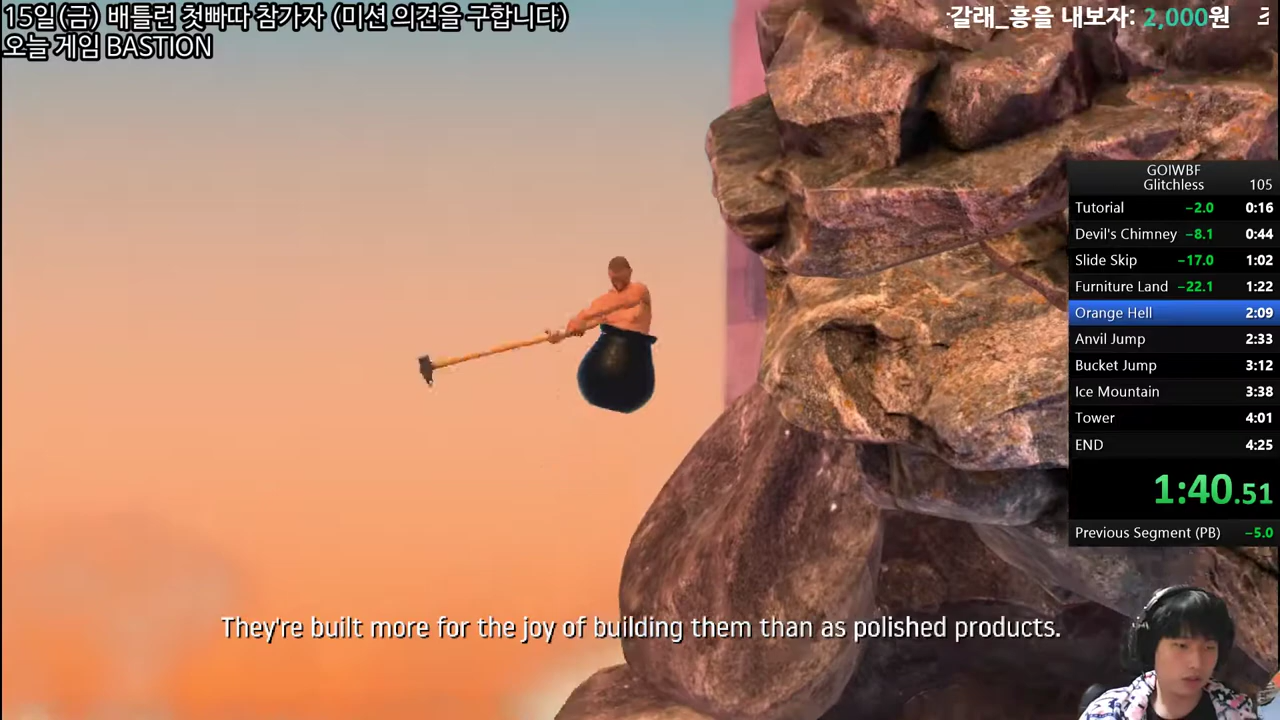 15일(금) 배틀런 첫빠따 참가자 (미션 의견을 구합니다)
오늘 게임 BASTION
갈래_흥을 내보자: 2,000원
GOIWBF
Glitchless 105
Tutorial −2.0 0:16
Devil's Chimney −8.1 0:44
Slide Skip −17.0 1:02
Furniture Land −22.1 1:22
Orange Hell 2:09
Anvil Jump 2:33
Bucket Jump 3:12
Ice Mountain 3:38
Tower 4:01
END 4:25
1:40.51
Previous Segment (PB) −5.0
They're built more for the joy of building them than as polished products.